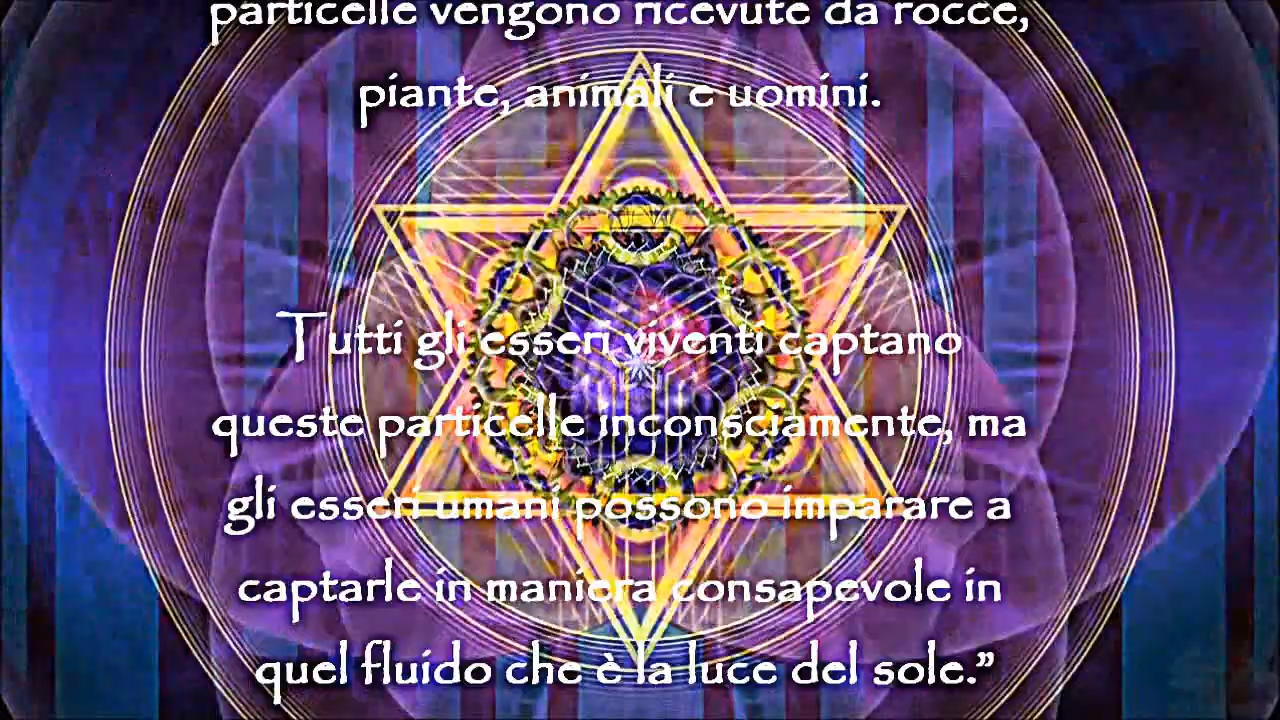 particelle vengono ricevute da rocce,
piante, animali e uomini.
Tutti gli esseri viventi captano
queste particelle inconsciamente, ma
gli esseri umani possono imparare a
captarle in maniera consapevole in
quel fluido che è la luce del sole.”